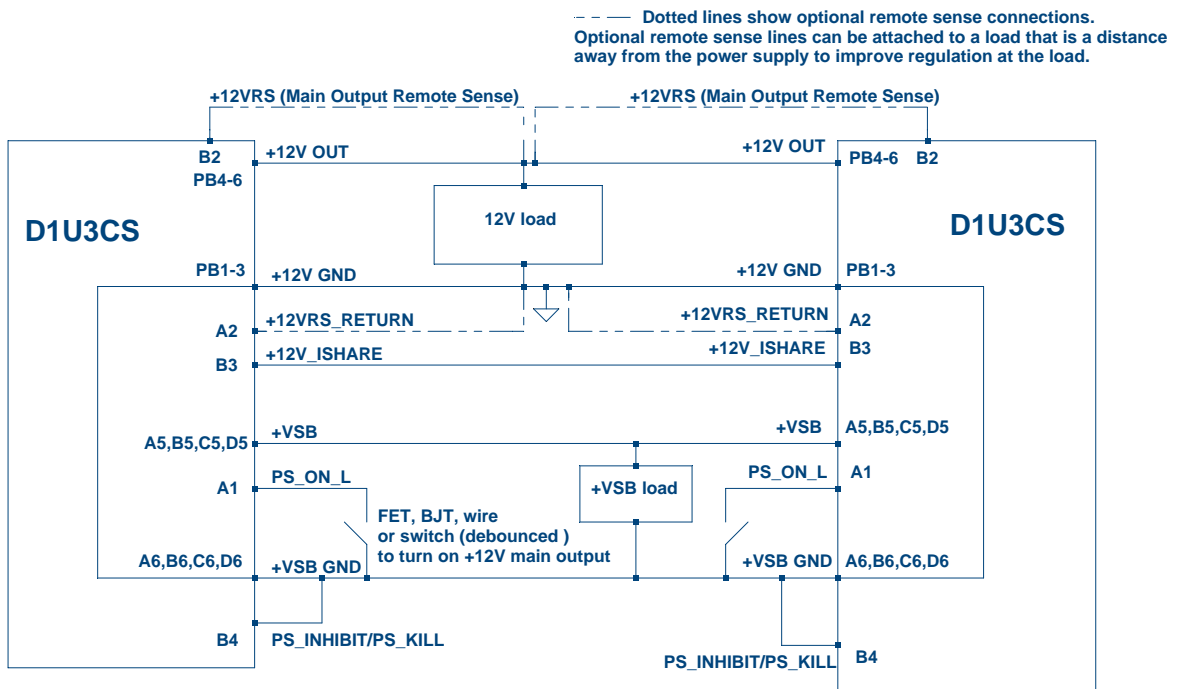 Dotted lines show optional remote sense connections.
Optional remote sense lines can be attached to a load that is a distance
away from the power supply to improve regulation at the load.
+12VRS (Main Output Remote Sense)
+12VRS (Main Output Remote Sense)
B2
+12V OUT
+12V OUT
PB4-6
B2
PB4-6
D1U3CS
12V load
D1U3CS
PB1-3
+12V GND
+12V GND
PB1-3
A2
+12VRS_RETURN
+12VRS_RETURN
A2
B3
+12V_ISHARE
+12V_ISHARE
B3
A5,B5,C5,D5
+VSB
+VSB
A5,B5,C5,D5
A1
PS_ON_L
+VSB load
PS_ON_L
A1
FET, BJT, wire
or switch (debounced )
to turn on +12V main output
A6,B6,C6,D6
+VSB GND
+VSB GND
A6,B6,C6,D6
B4
PS_INHIBIT/PS_KILL
PS_INHIBIT/PS_KILL
B4